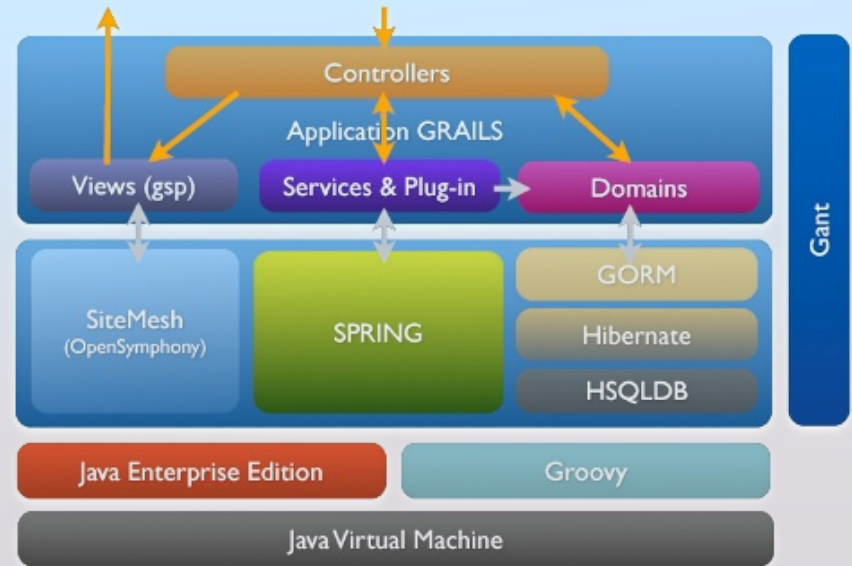 Controllers
Application GRAILS
Views (gsp)
Services & Plug-in
Domains
Gant
SiteMesh
(OpenSymphony)
SPRING
GORM
Hibernate
HSQLDB
Java Enterprise Edition
Groovy
Java Virtual Machine